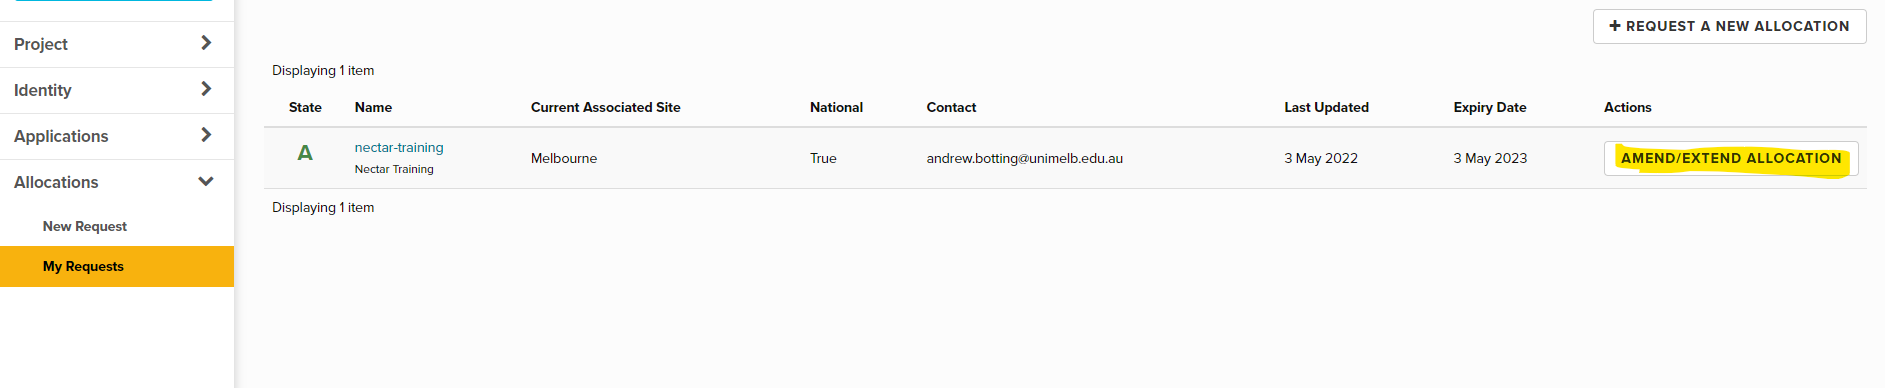 + REQUEST A NEW ALLOCATION
Project
Identity
Applications
Allocations
New Request
My Requests
Displaying 1 item
State Name Current Associated Site National Contact Last Updated Expiry Date Actions
A nectar-training Melbourne True andrew.botting@unimelb.edu.au 3 May 2022 3 May 2023 AMEND/EXTEND ALLOCATION
Nectar Training
Displaying 1 item